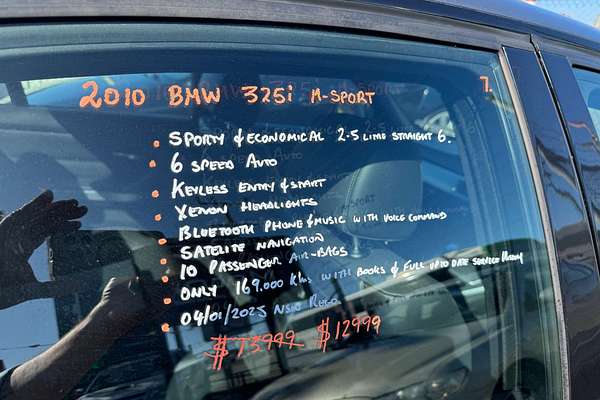 2010 BMW 325i M-SPORT 7.
SPORTY & ECONOMICAL 2.5 LITRE STRAIGHT 6.
6 SPEED AUTO
KEYLESS ENTRY & START
XENON HEADLIGHTS
BLUETOOTH PHONE & MUSIC WITH VOICE COMMAND
SATELITE NAVIGATION
10 PASSENGER AIR-BAGS
ONLY 169.000 KMS WITH BOOKS & FULL UP TO DATE SERVICE HISTORY
04/01/2025 NSW REGO
$13999 $12999